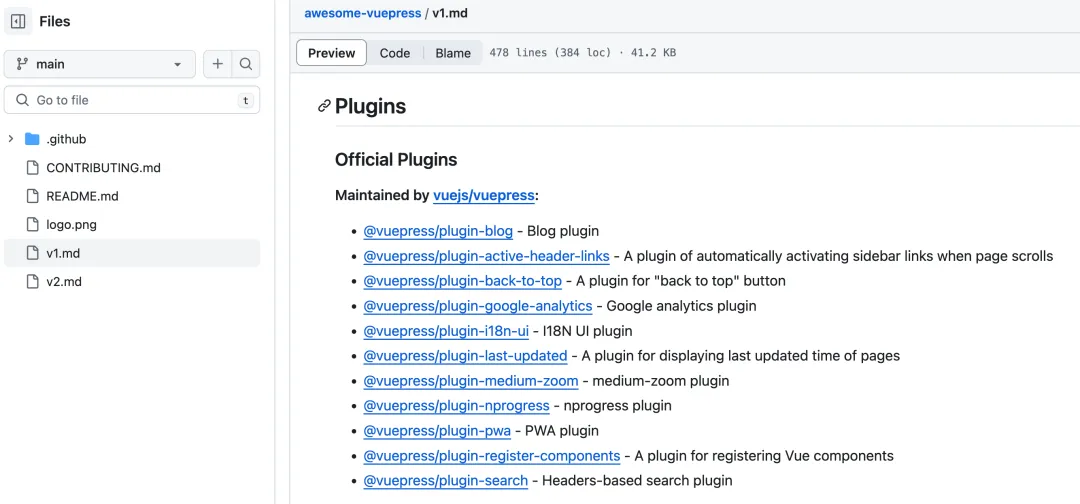 Files
main
Go to file
t
.github
CONTRIBUTING.md
README.md
logo.png
v1.md
v2.md
awesome-vuepress / v1.md
Preview
Code
Blame
478 lines (384 loc) · 41.2 KB
Plugins
Official Plugins
Maintained by vuejs/vuepress:
• @vuepress/plugin-blog - Blog plugin
• @vuepress/plugin-active-header-links - A plugin of automatically activating sidebar links when page scrolls
• @vuepress/plugin-back-to-top - A plugin for "back to top" button
• @vuepress/plugin-google-analytics - Google analytics plugin
• @vuepress/plugin-i18n-ui - I18N UI plugin
• @vuepress/plugin-last-updated - A plugin for displaying last updated time of pages
• @vuepress/plugin-medium-zoom - medium-zoom plugin
• @vuepress/plugin-nprogress - nprogress plugin
• @vuepress/plugin-pwa - PWA plugin
• @vuepress/plugin-register-components - A plugin for registering Vue components
• @vuepress/plugin-search - Headers-based search plugin